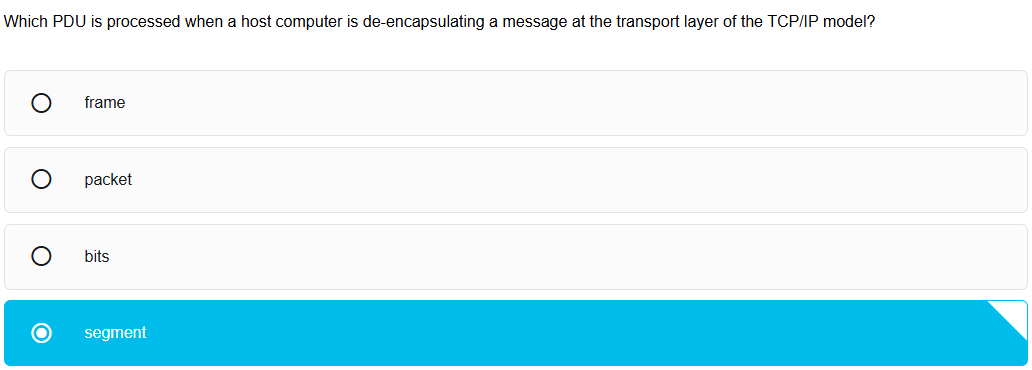 Which PDU is processed when a host computer is de-encapsulating a message at the transport layer of the TCP/IP model?
frame
packet
bits
segment